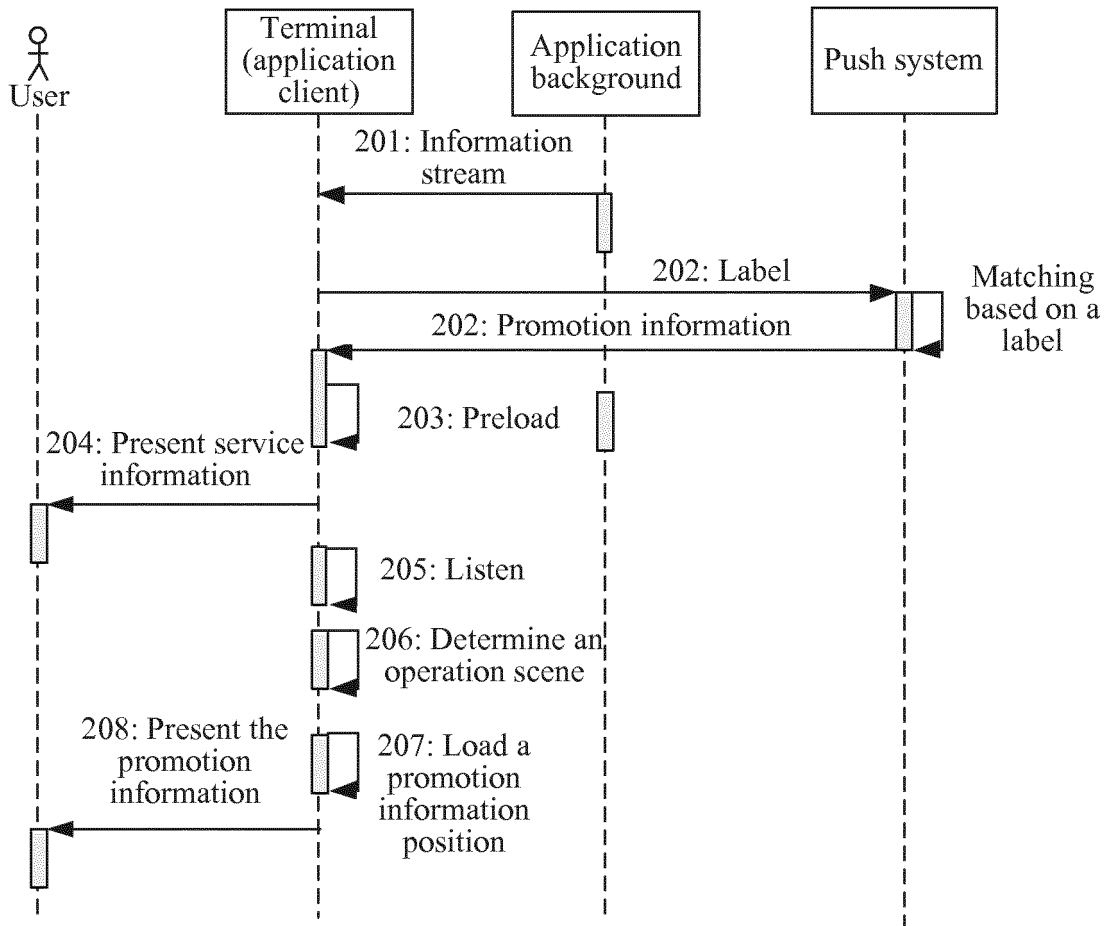 User
Terminal
(application
client)
Application
background
Push system
201: Information
stream
202: Label
Matching
based on a
label
202: Promotion information
203: Preload
204: Present service
information
205: Listen
206: Determine an
operation scene
207: Load a
promotion
information
position
208: Present the
promotion
information